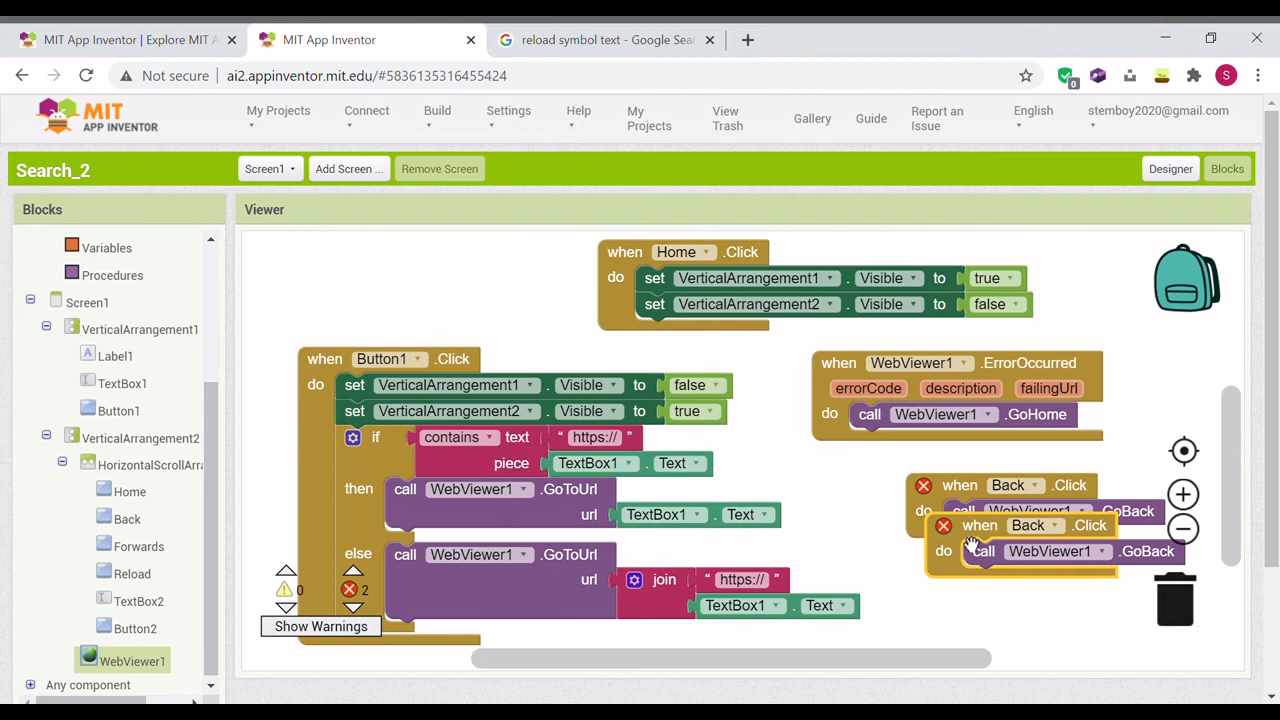 MIT App Inventor | Explore MIT A
MIT App Inventor
reload symbol text - Google Sear
Not secure
ai2.appinventor.mit.edu/#5836135316455424
0
S
MIT
APP INVENTOR
My Projects
Connect
Build
Settings
Help
My Projects
View Trash
Gallery
Guide
Report an Issue
English
stemboy2020@gmail.com
Search_2
Screen1
Add Screen ...
Remove Screen
Designer
Blocks
Blocks
Viewer
Variables
Procedures
Screen1
VerticalArrangement1
Label1
TextBox1
Button1
VerticalArrangement2
HorizontalScrollArra
Home
Back
Forwards
Reload
TextBox2
Button2
WebViewer1
Any component
when Home .Click
do set VerticalArrangement1 . Visible to true
set VerticalArrangement2 . Visible to false
when Button1 .Click
do set VerticalArrangement1 . Visible to false
set VerticalArrangement2 . Visible to true
if contains text " https:// "
piece TextBox1 . Text
then call WebViewer1 .GoToUrl
url TextBox1 . Text
else call WebViewer1 .GoToUrl
url join " https:// "
TextBox1 . Text
0
2
Show Warnings
when WebViewer1 .ErrorOccurred
errorCode description failingUrl
do call WebViewer1 .GoHome
when Back .Click
do call WebViewer1 .GoBack
when Back .Click
do call WebViewer1 .GoBack